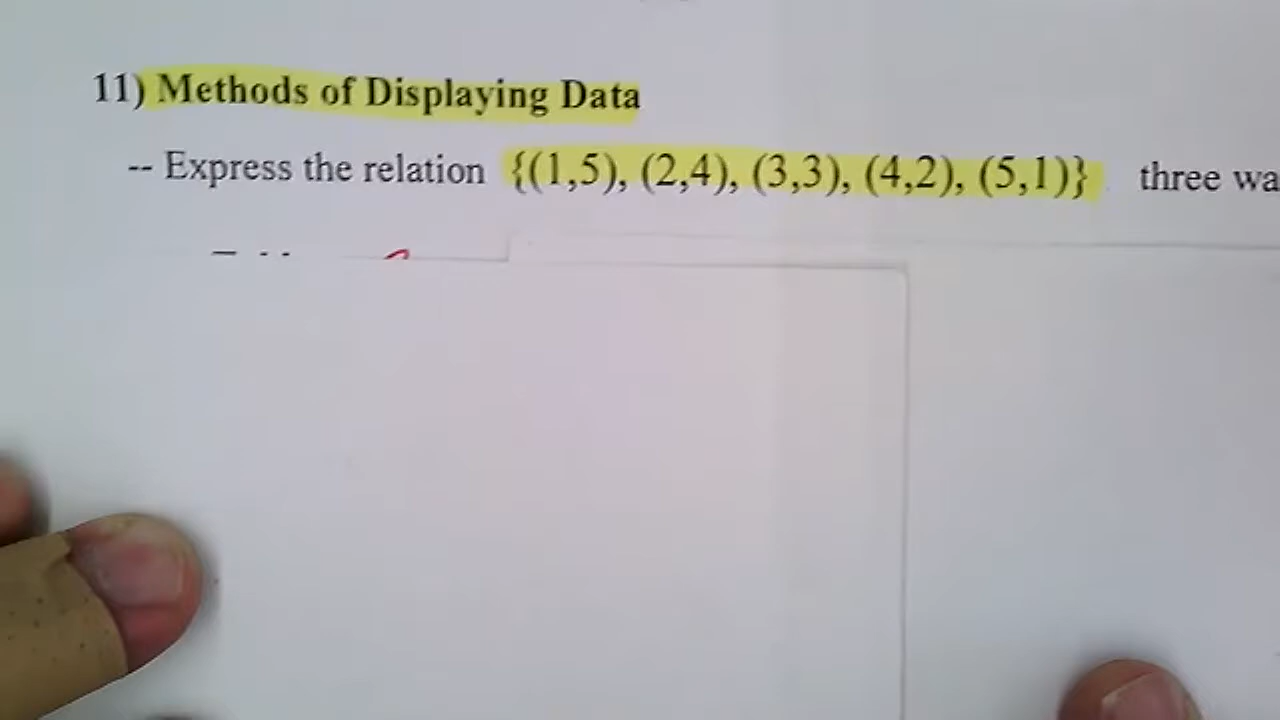 11) Methods of Displaying Data
-- Express the relation {(1,5), (2,4), (3,3), (4,2), (5,1)} three